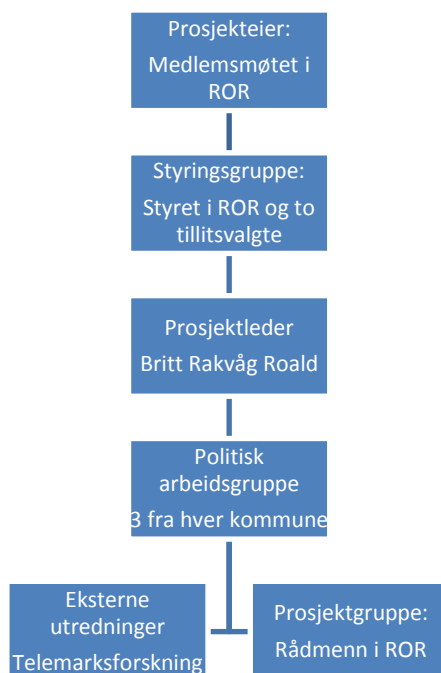 Prosjekteier:
Medlemsmøtet i
ROR
Styringsgruppe:
Styret i ROR og to
tillitsvalgte
Prosjektleder
Britt Rakvåg Roald
Politisk
arbeidsgruppe
3 fra hver kommune
Eksterne
utredninger
Telemarksforskning
Prosjektgruppe:
Rådmenn i ROR